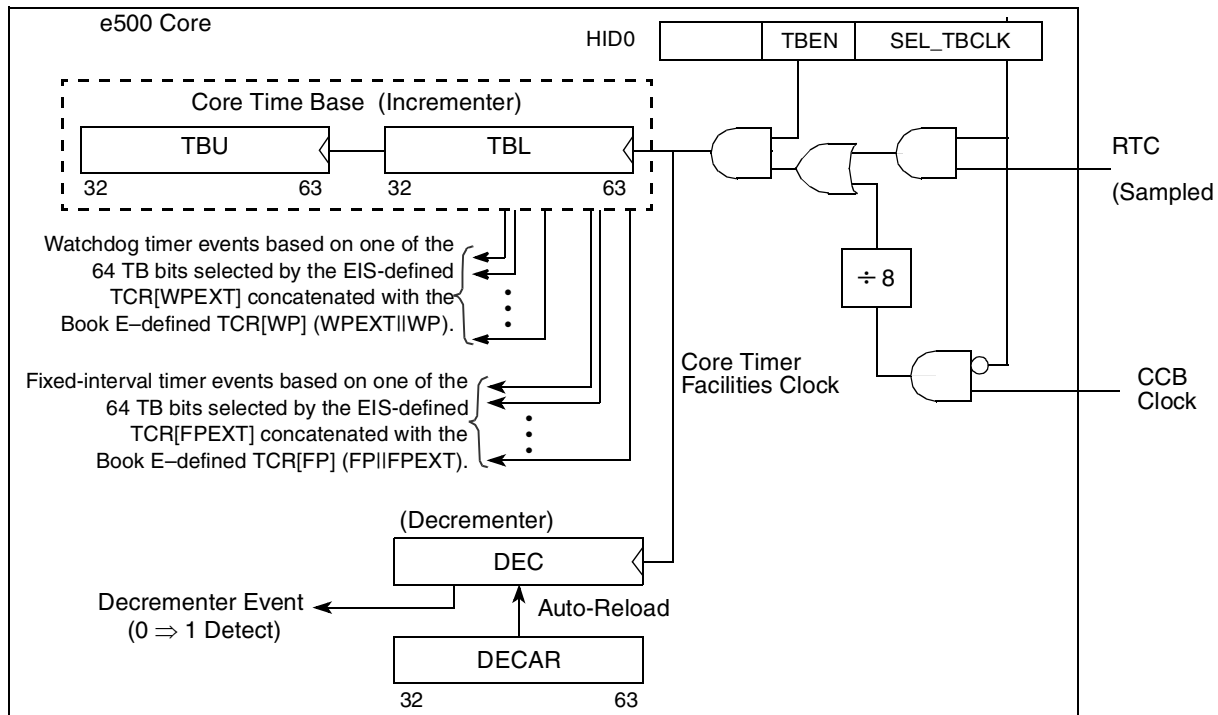 e500 Core
HID0
TBEN
SEL_TBCLK
Core Time Base (Incrementer)
TBU
TBL
32
63
32
63
RTC
(Sampled
Watchdog timer events based on one of the
64 TB bits selected by the EIS-defined
TCR[WPEXT] concatenated with the
Book E–defined TCR[WP] (WPEXT||WP).
÷ 8
Core Timer
Facilities Clock
CCB
Clock
Fixed-interval timer events based on one of the
64 TB bits selected by the EIS-defined
TCR[FPEXT] concatenated with the
Book E–defined TCR[FP] (FP||FPEXT).
(Decrementer)
DEC
Decrementer Event
(0 ⇒ 1 Detect)
Auto-Reload
DECAR
32
63